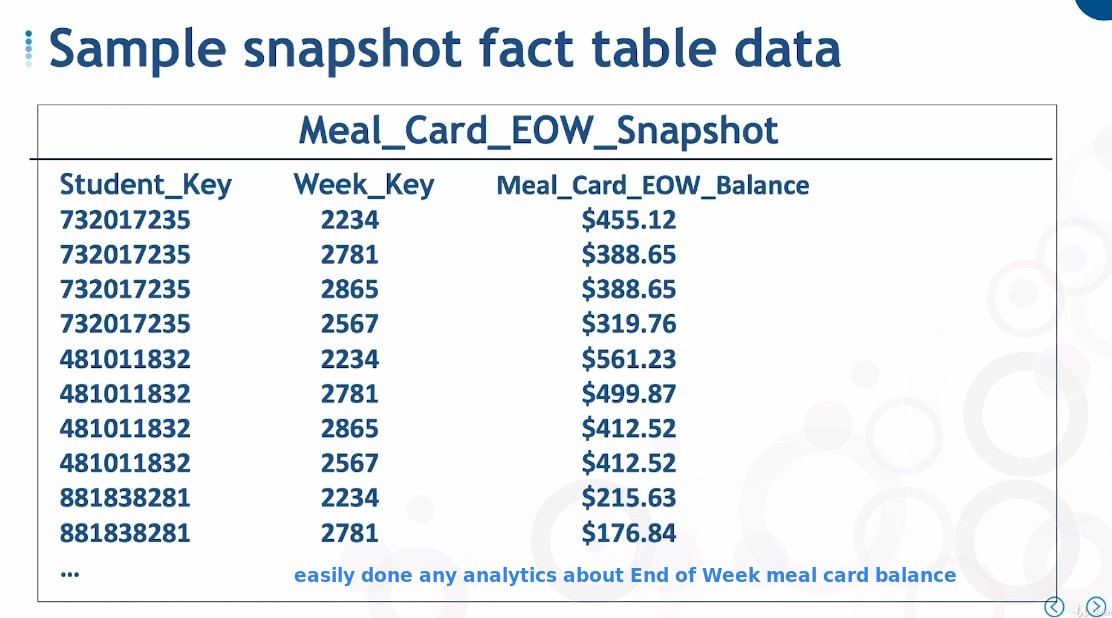 Sample snapshot fact table data
Meal_Card_EOW_Snapshot
Student_Key Week_Key Meal_Card_EOW_Balance
732017235 2234 $455.12
732017235 2781 $388.65
732017235 2865 $388.65
732017235 2567 $319.76
481011832 2234 $561.23
481011832 2781 $499.87
481011832 2865 $412.52
481011832 2567 $412.52
881838281 2234 $215.63
881838281 2781 $176.84
...
easily done any analytics about End of Week meal card balance